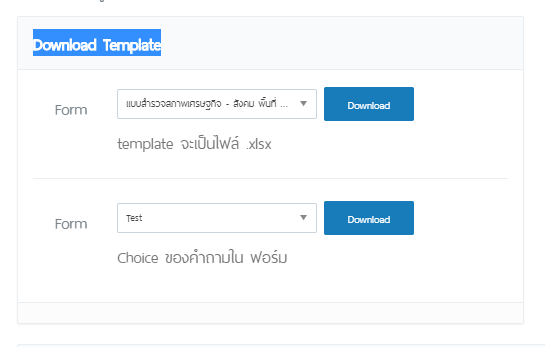 Download Template
Form แบบสำรวจสภาพเศรษฐกิจ - สังคม พื้นที่ ... Download
template จะเป็นไฟล์ .xlsx
Form Test Download
Choice ของคำถามใน ฟอร์ม